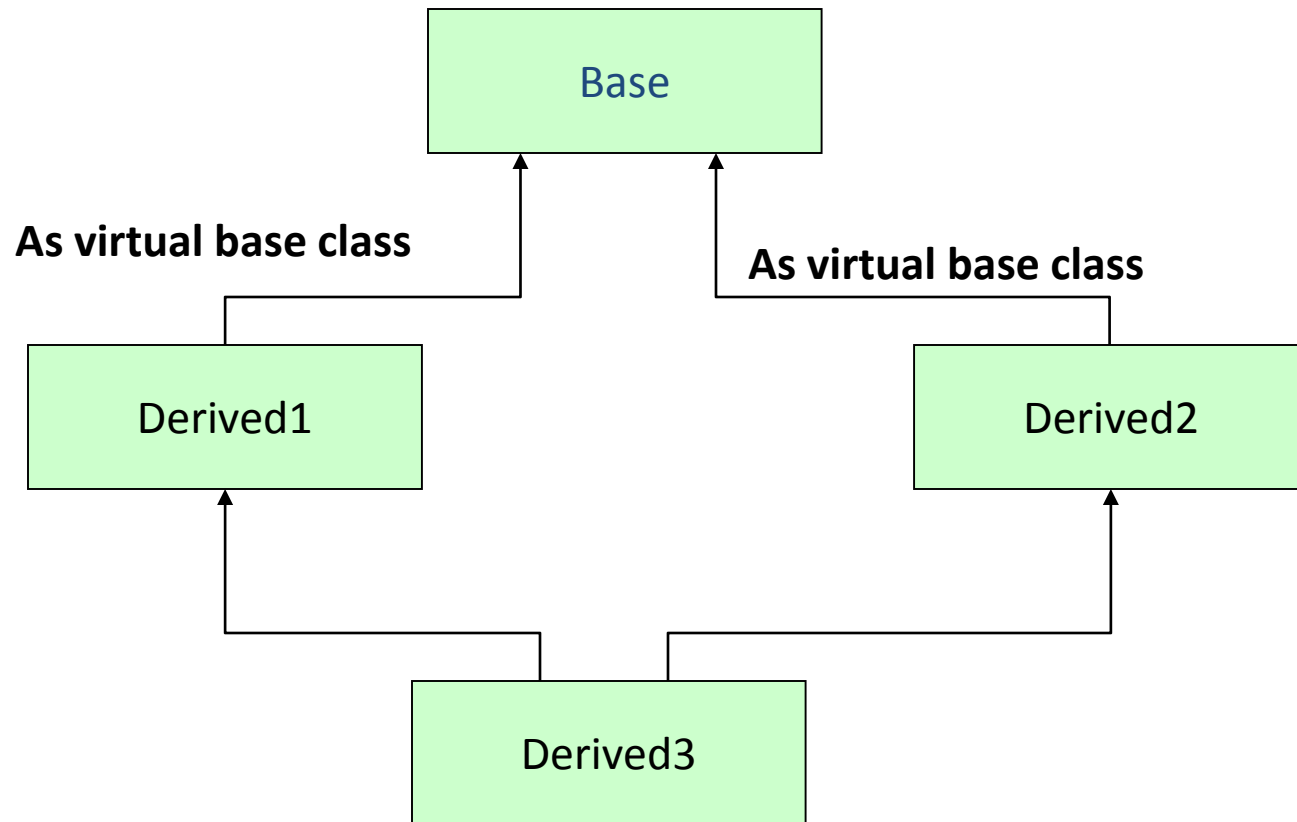 Base
As virtual base class
As virtual base class
Derived1
Derived2
Derived3